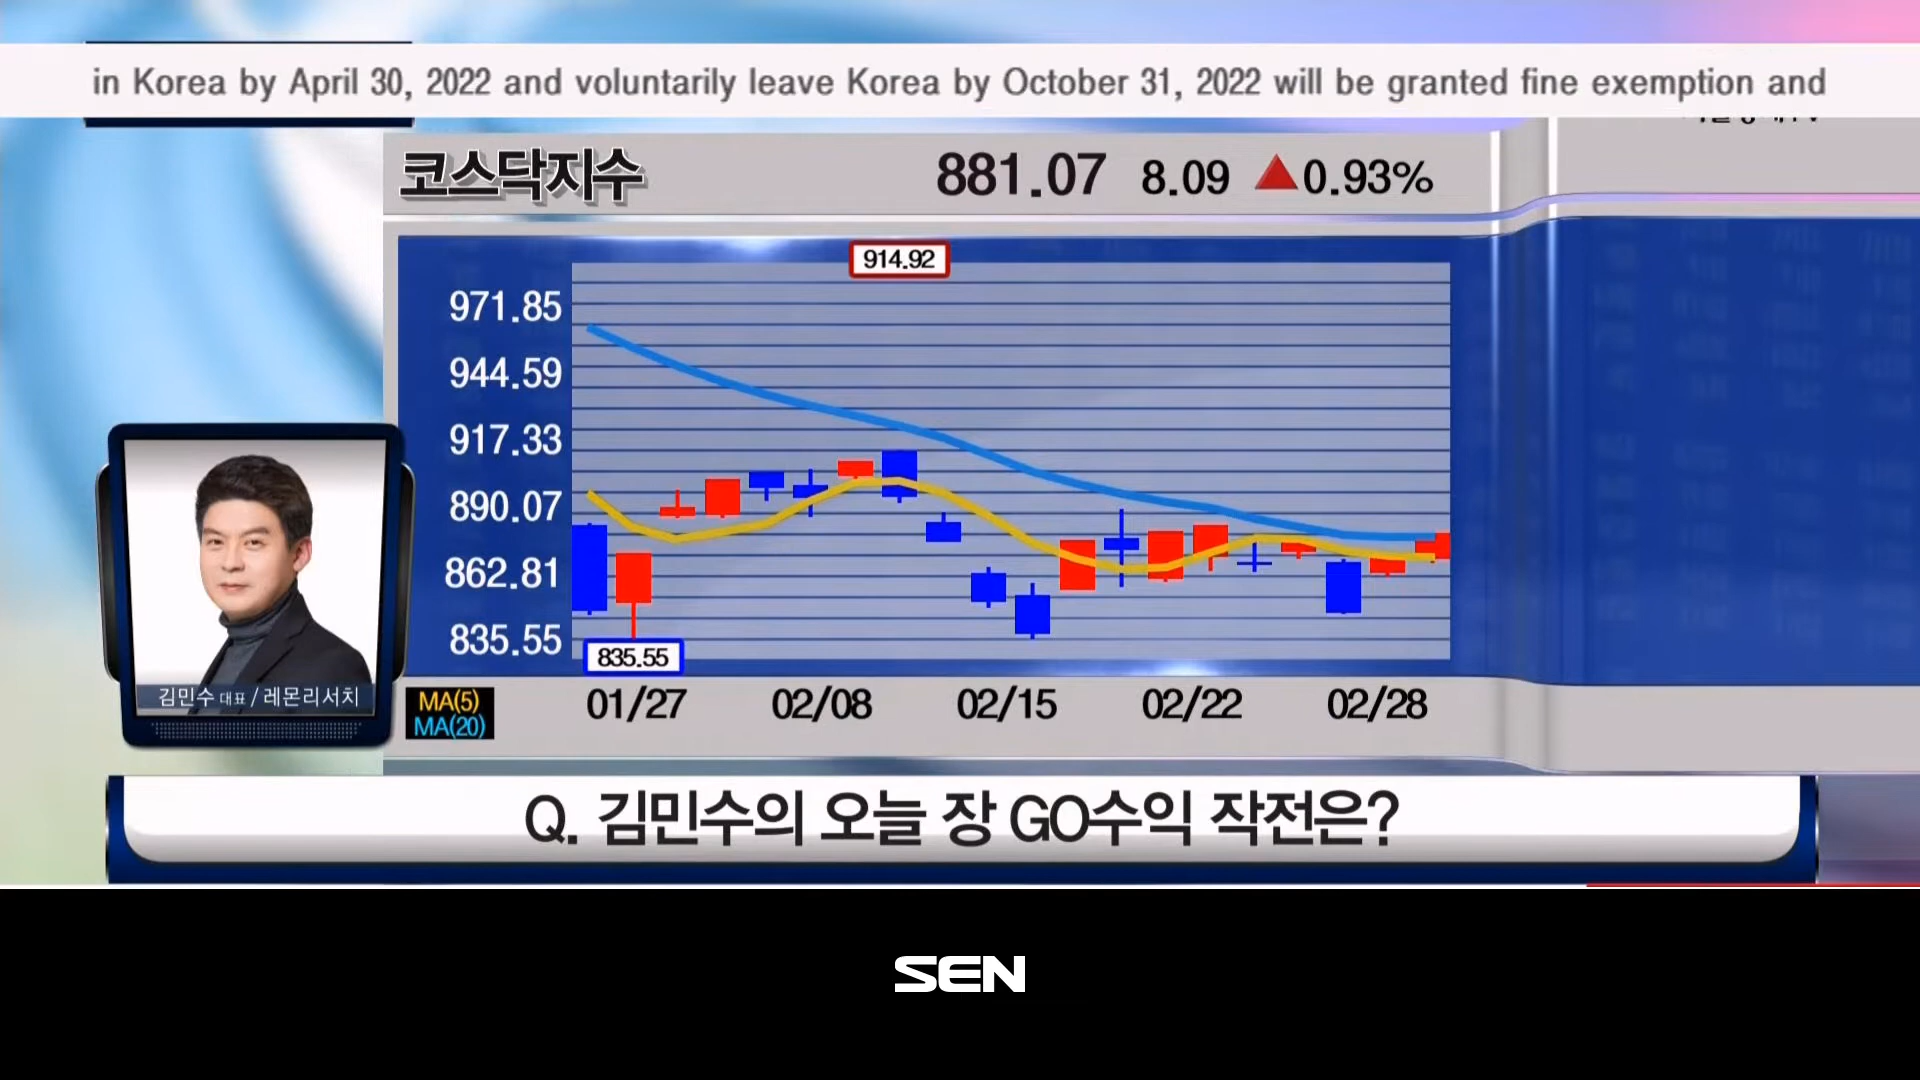 in Korea by April 30, 2022 and voluntarily leave Korea by October 31, 2022 will be granted fine exemption and
코스닥지수 881.07 8.09 ▲0.93%
914.92
971.85
944.59
917.33
890.07
862.81
835.55
835.55
01/27 02/08 02/15 02/22 02/28
MA(5)
MA(20)
김민수 대표 / 레몬리서치
Q. 김민수의 오늘 장 GO수익 작전은?
SEN